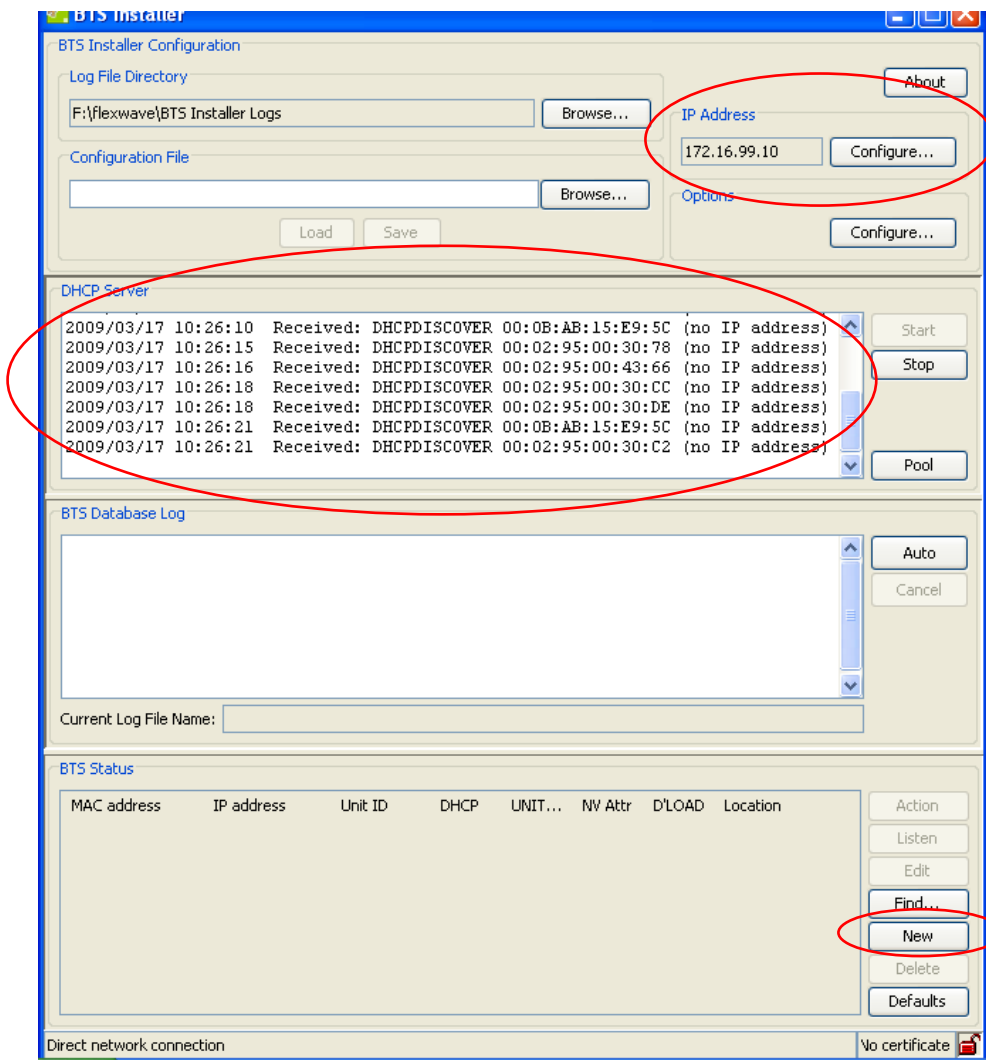 BTS Installer
BTS Installer Configuration
Log File Directory
About
F:\flexwave\BTS Installer Logs
Browse...
IP Address
172.16.99.10
Configure...
Configuration File
Browse...
Options
Load
Save
Configure...
DHCP Server
2009/03/17 10:26:10 Received: DHCPDISCOVER 00:0B:AB:15:E9:5C (no IP address)
2009/03/17 10:26:15 Received: DHCPDISCOVER 00:02:95:00:30:78 (no IP address)
2009/03/17 10:26:16 Received: DHCPDISCOVER 00:02:95:00:43:66 (no IP address)
2009/03/17 10:26:18 Received: DHCPDISCOVER 00:02:95:00:30:CC (no IP address)
2009/03/17 10:26:18 Received: DHCPDISCOVER 00:02:95:00:30:DE (no IP address)
2009/03/17 10:26:21 Received: DHCPDISCOVER 00:0B:AB:15:E9:5C (no IP address)
2009/03/17 10:26:21 Received: DHCPDISCOVER 00:02:95:00:30:C2 (no IP address)
Start
Stop
Pool
BTS Database Log
Auto
Cancel
Current Log File Name:
BTS Status
MAC address IP address Unit ID DHCP UNIT... NV Attr D'LOAD Location
Action
Listen
Edit
Find...
New
Delete
Defaults
Direct network connection
No certificate